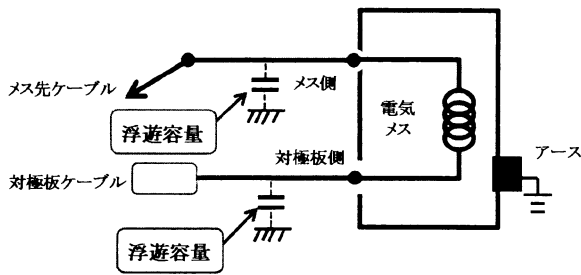 メス先ケーブル
浮遊容量
メス側
電気
メス
アース
対極板側
対極板ケーブル
浮遊容量